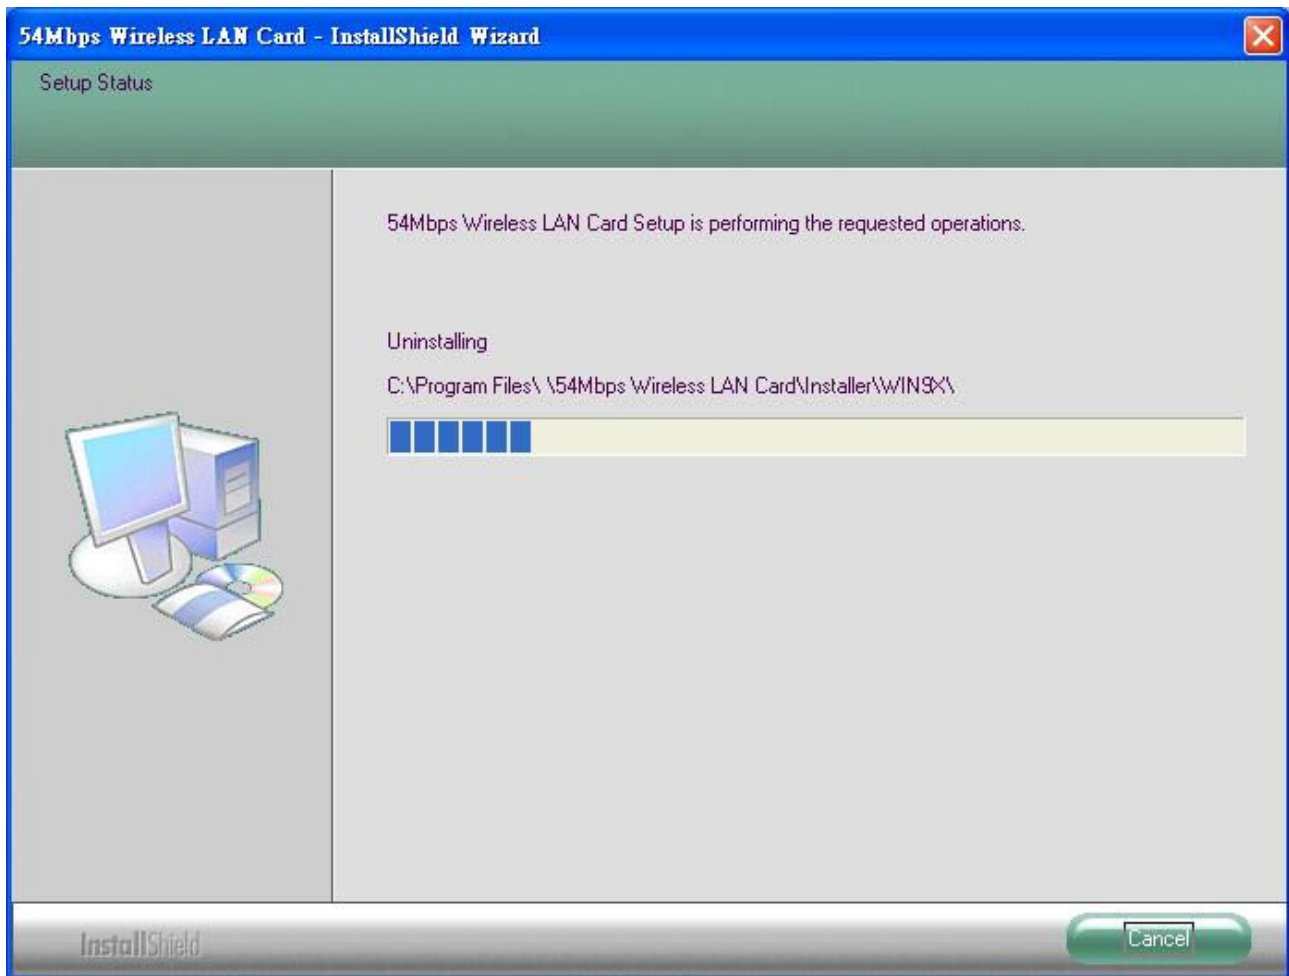 54Mbps Wireless LAN Card - InstallShield Wizard
Setup Status
54Mbps Wireless LAN Card Setup is performing the requested operations.
Uninstalling
C:\Program Files\ \54Mbps Wireless LAN Card\Installer\WIN9X\
InstallShield
Cancel